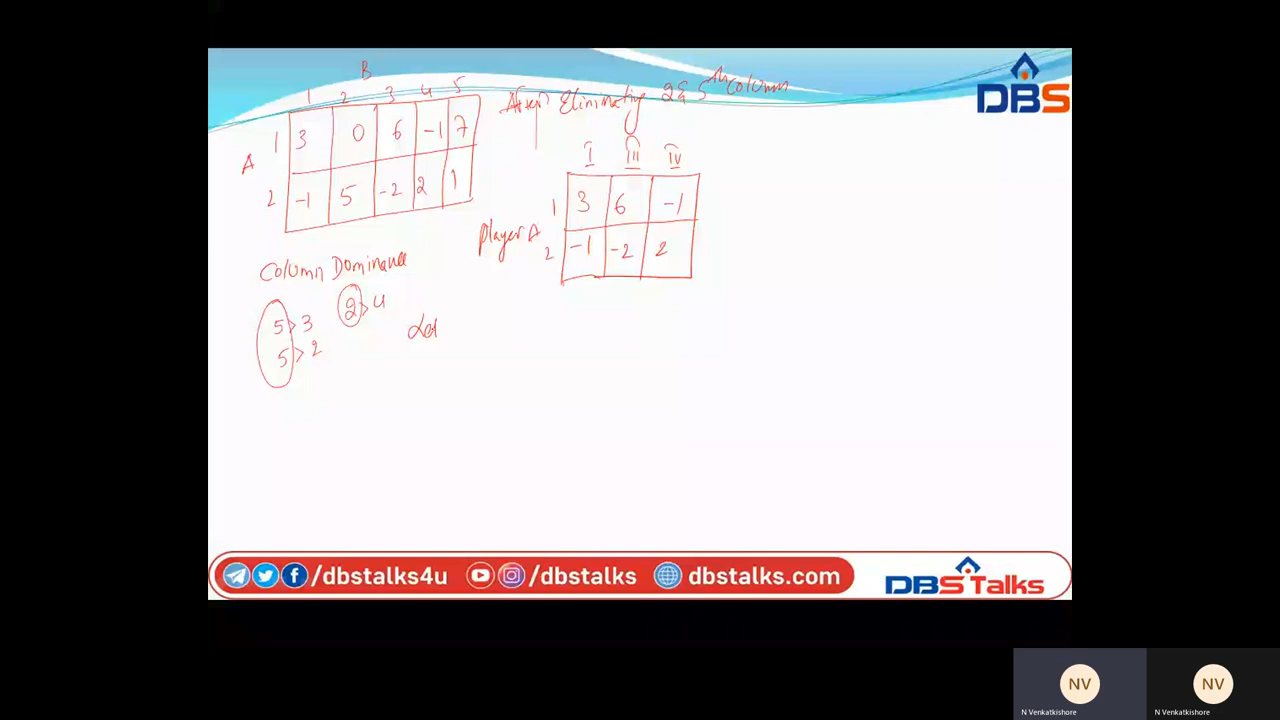 B
1 2 3 4 5
After Eliminating 2 & 5th Column
A
1 3 0 6 -1 7
2 -1 5 -2 2 1
I III IV
Player A
1 3 6 -1
2 -1 -2 2
Column Dominance
5 > 3
5 > 2
2 > 4
Let
DBS
/dbstalks4u /dbstalks dbstalks.com
DBS Talks
NV NV
N Venkatkishore N Venkatkishore